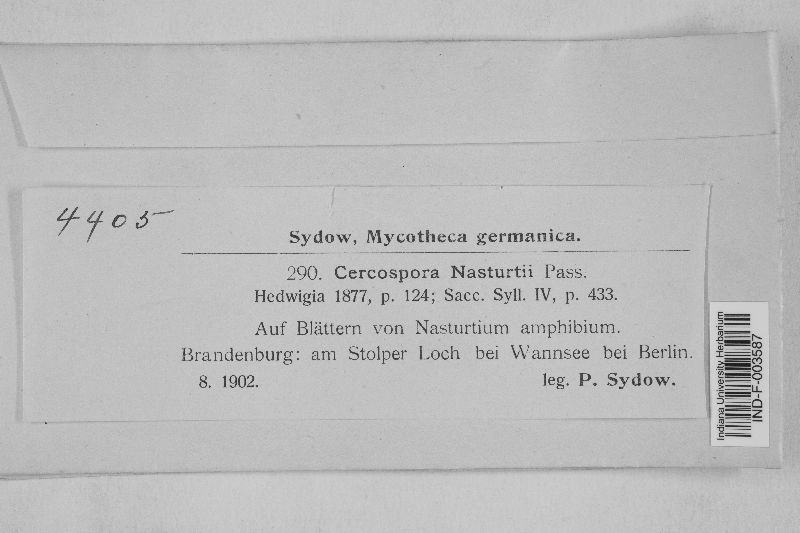 4405
Sydow, Mycotheca germanica.
290. Cercospora Nasturtii Pass.
Hedwigia 1877, p. 124; Sacc. Syll. IV, p. 433.
Auf Blättern von Nasturtium amphibium.
Brandenburg: am Stolper Loch bei Wannsee bei Berlin.
8. 1902. leg. P. Sydow.
Indiana University Herbarium
IND-F-003587